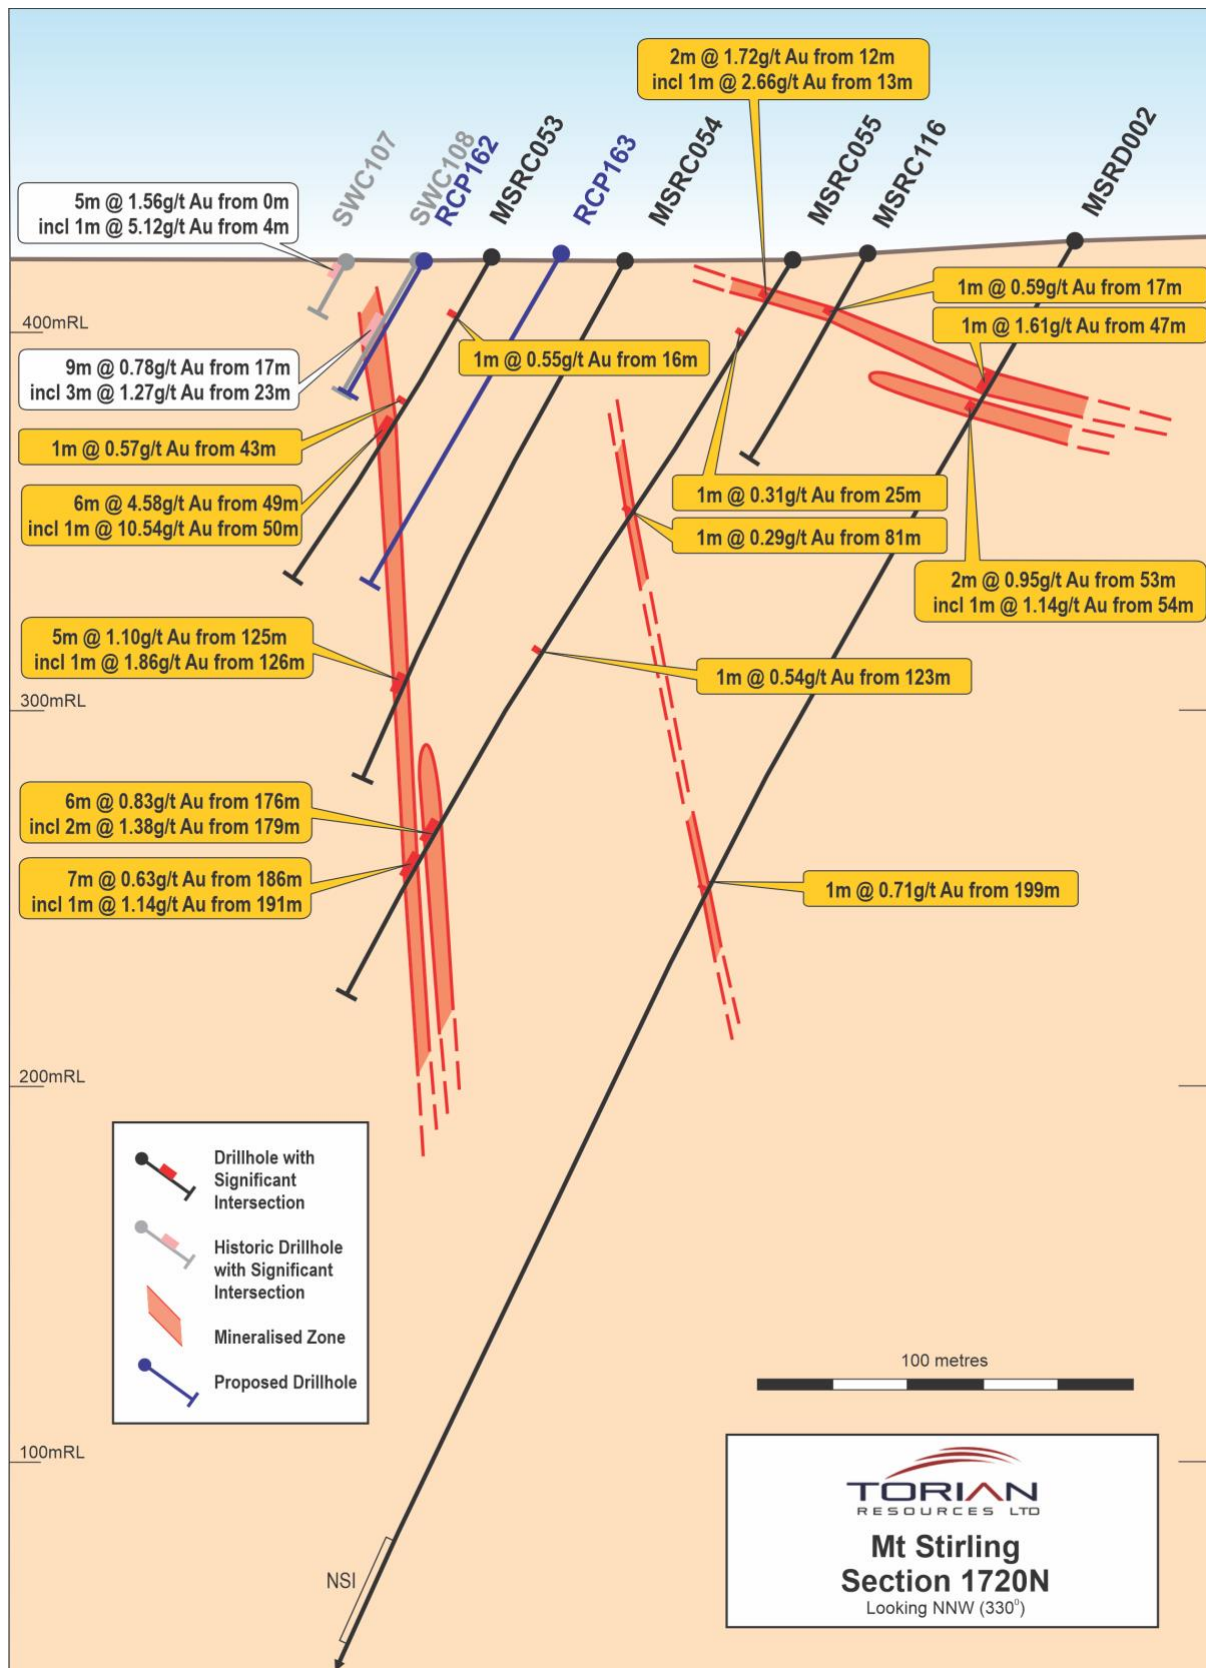 2m @ 1.72g/t Au from 12m
incl 1m @ 2.66g/t Au from 13m
SWC107
SWC108
RCP162
MSRC053
RCP163
MSRC054
MSRC055
MSRC116
MSRD002
5m @ 1.56g/t Au from 0m
incl 1m @ 5.12g/t Au from 4m
1m @ 0.59g/t Au from 17m
1m @ 1.61g/t Au from 47m
400mRL
1m @ 0.55g/t Au from 16m
9m @ 0.78g/t Au from 17m
incl 3m @ 1.27g/t Au from 23m
1m @ 0.57g/t Au from 43m
6m @ 4.58g/t Au from 49m
incl 1m @ 10.54g/t Au from 50m
1m @ 0.31g/t Au from 25m
1m @ 0.29g/t Au from 81m
2m @ 0.95g/t Au from 53m
incl 1m @ 1.14g/t Au from 54m
5m @ 1.10g/t Au from 125m
incl 1m @ 1.86g/t Au from 126m
1m @ 0.54g/t Au from 123m
300mRL
6m @ 0.83g/t Au from 176m
incl 2m @ 1.38g/t Au from 179m
7m @ 0.63g/t Au from 186m
incl 1m @ 1.14g/t Au from 191m
1m @ 0.71g/t Au from 199m
200mRL
Drillhole with
Significant
Intersection
Historic Drillhole
with Significant
Intersection
Mineralised Zone
Proposed Drillhole
100 metres
100mRL
TORIAN
RESOURCES LTD
Mt Stirling
Section 1720N
Looking NNW (330⁰)
NSI